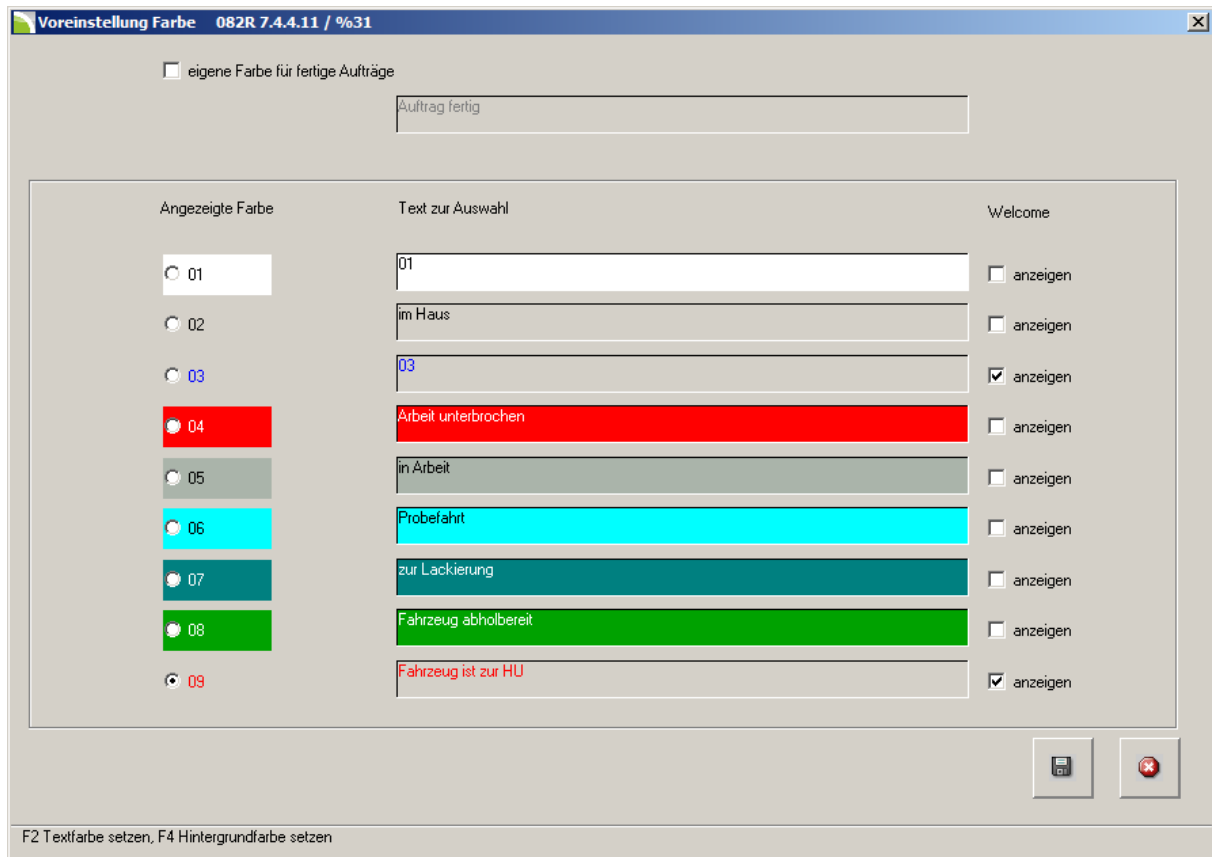 Voreinstellung Farbe 082R 7.4.4.11 / %31
eigene Farbe für fertige Aufträge
Auftrag fertig
Angezeigte Farbe Text zur Auswahl Welcome
01 01 anzeigen
02 im Haus anzeigen
03 03 anzeigen
04 Arbeit unterbrochen anzeigen
05 in Arbeit anzeigen
06 Probefahrt anzeigen
07 zur Lackierung anzeigen
08 Fahrzeug abholbereit anzeigen
09 Fahrzeug ist zur HU anzeigen
F2 Textfarbe setzen, F4 Hintergrundfarbe setzen